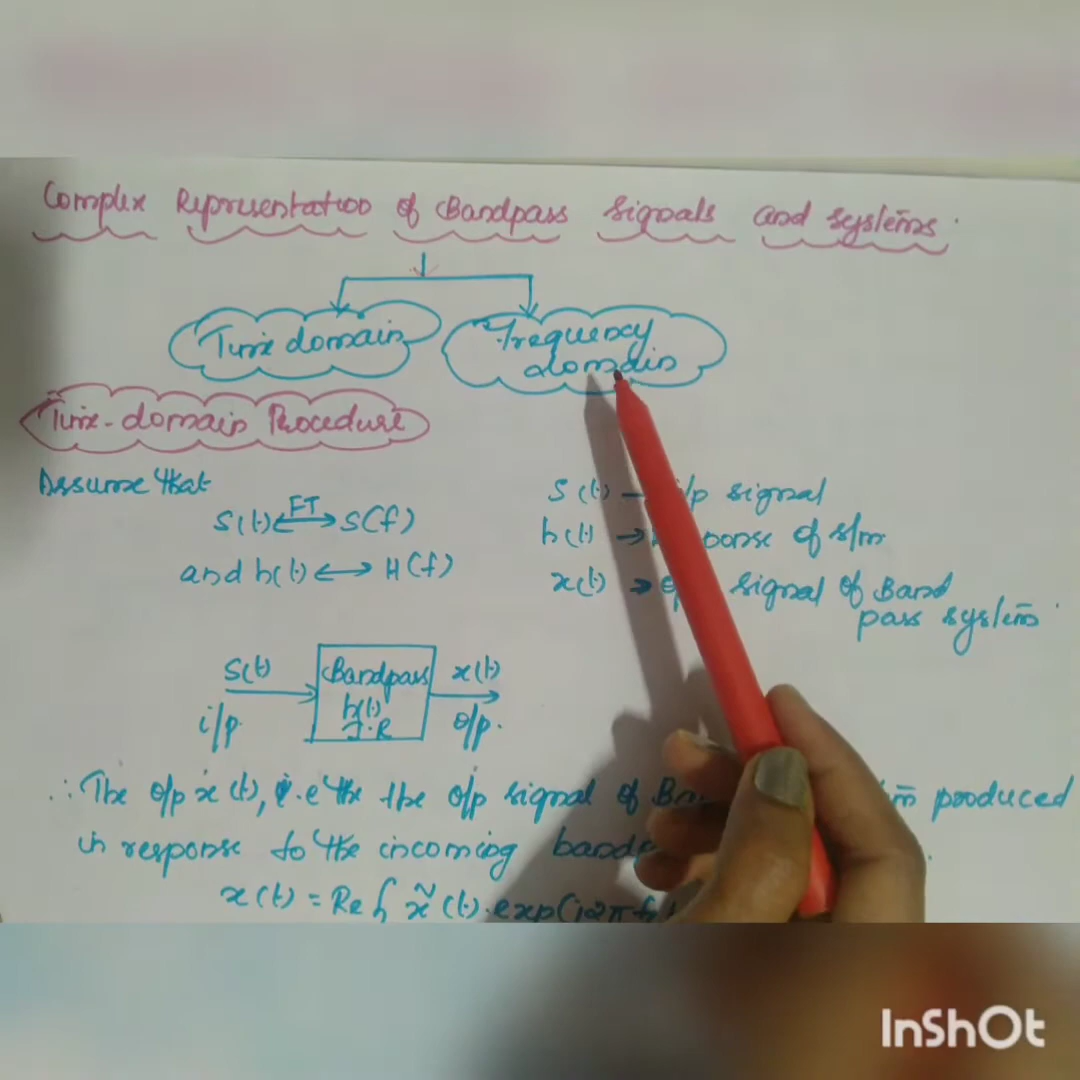 Complex Representation of Bandpass signals and systems.
Time domain
Frequency domain
Time-domain Procedure
Assume that
S(t) ⟷ S(f)
FT
and h(t) ⟷ H(f)
S(t) – i/p signal
h(t) → response of s/m
x(t) → o/p signal of Band
pass system.
S(t)
i/p
Bandpass
h(t)
I.R
x(t)
o/p.
∴ The o/p x(t), i.e the the o/p signal of produced
in response to the incoming
x(t) = Re{ x̃(t).exp(j2π
InShOt